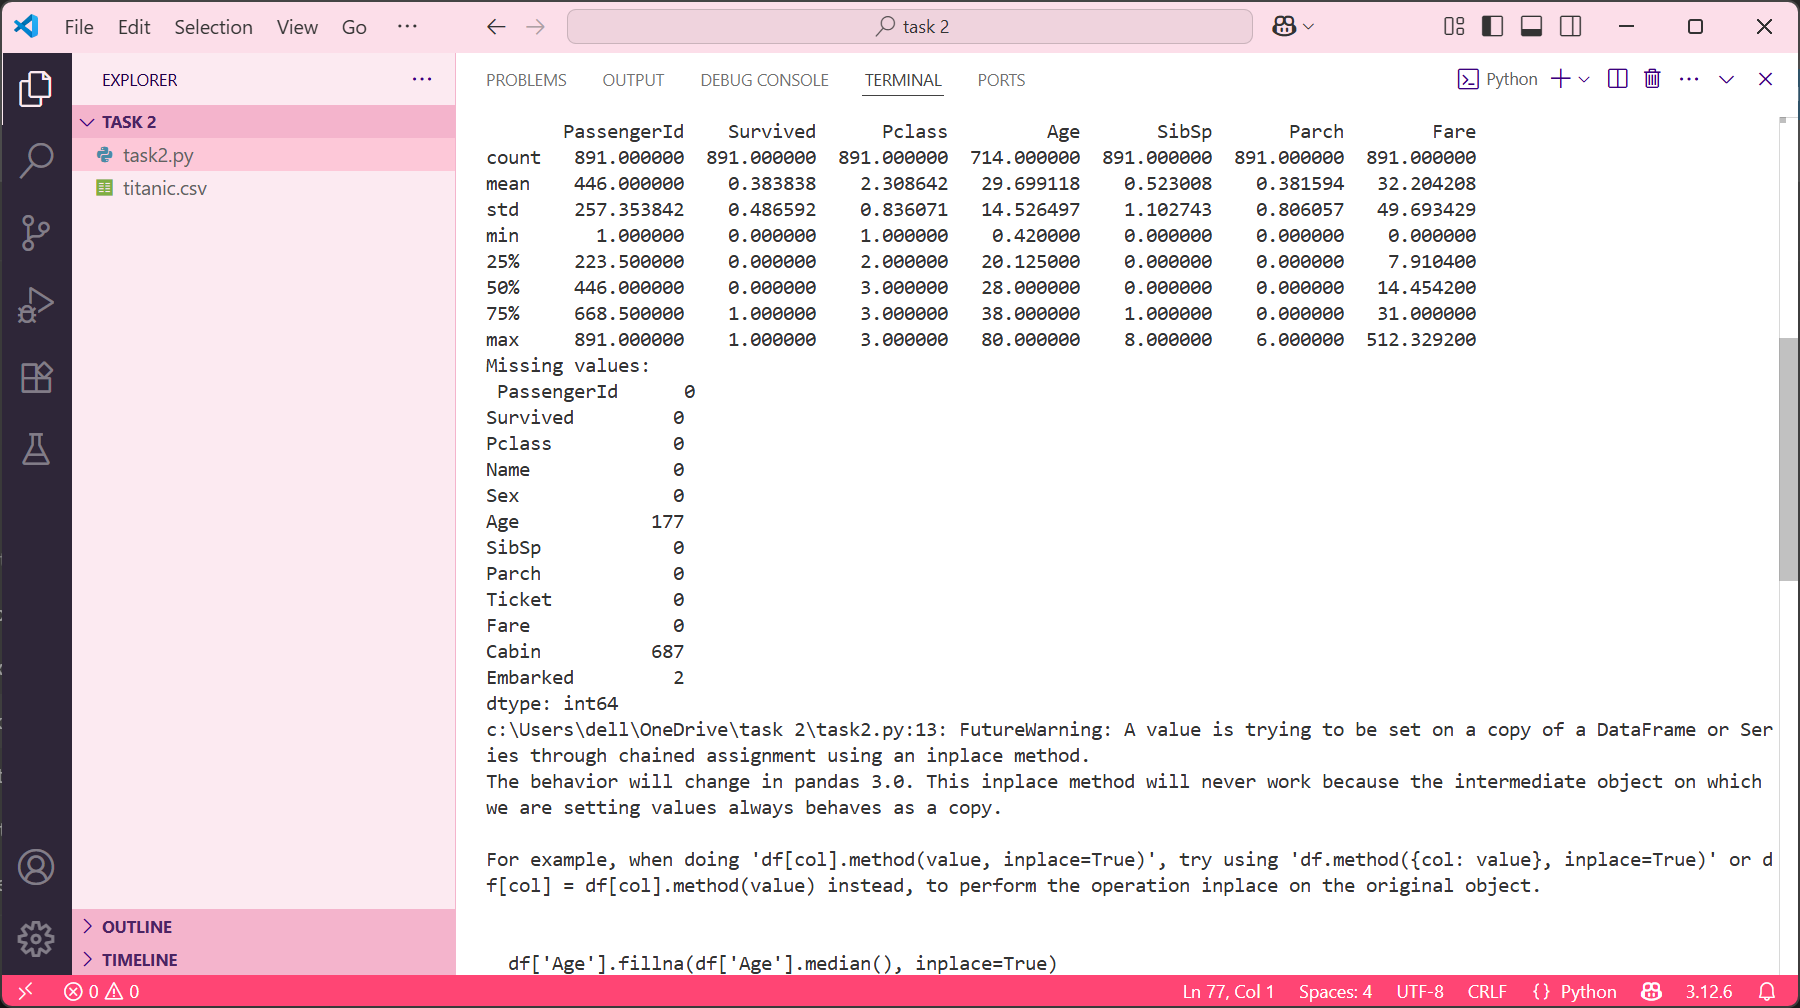 File Edit Selection View Go ··· task 2
EXPLORER ···
TASK 2
task2.py
titanic.csv
OUTLINE
TIMELINE
PROBLEMS OUTPUT DEBUG CONSOLE TERMINAL PORTS Python ···
PassengerId Survived Pclass Age SibSp Parch Fare
count 891.000000 891.000000 891.000000 714.000000 891.000000 891.000000 891.000000
mean 446.000000 0.383838 2.308642 29.699118 0.523008 0.381594 32.204208
std 257.353842 0.486592 0.836071 14.526497 1.102743 0.806057 49.693429
min 1.000000 0.000000 1.000000 0.420000 0.000000 0.000000 0.000000
25% 223.500000 0.000000 2.000000 20.125000 0.000000 0.000000 7.910400
50% 446.000000 0.000000 3.000000 28.000000 0.000000 0.000000 14.454200
75% 668.500000 1.000000 3.000000 38.000000 1.000000 0.000000 31.000000
max 891.000000 1.000000 3.000000 80.000000 8.000000 6.000000 512.329200
Missing values:
PassengerId 0
Survived 0
Pclass 0
Name 0
Sex 0
Age 177
SibSp 0
Parch 0
Ticket 0
Fare 0
Cabin 687
Embarked 2
dtype: int64
c:\Users\dell\OneDrive\task 2\task2.py:13: FutureWarning: A value is trying to be set on a copy of a DataFrame or Ser
ies through chained assignment using an inplace method.
The behavior will change in pandas 3.0. This inplace method will never work because the intermediate object on which
we are setting values always behaves as a copy.
For example, when doing 'df[col].method(value, inplace=True)', try using 'df.method({col: value}, inplace=True)' or d
f[col] = df[col].method(value) instead, to perform the operation inplace on the original object.
df['Age'].fillna(df['Age'].median(), inplace=True)
0 0 Ln 77, Col 1 Spaces: 4 UTF-8 CRLF {} Python 3.12.6